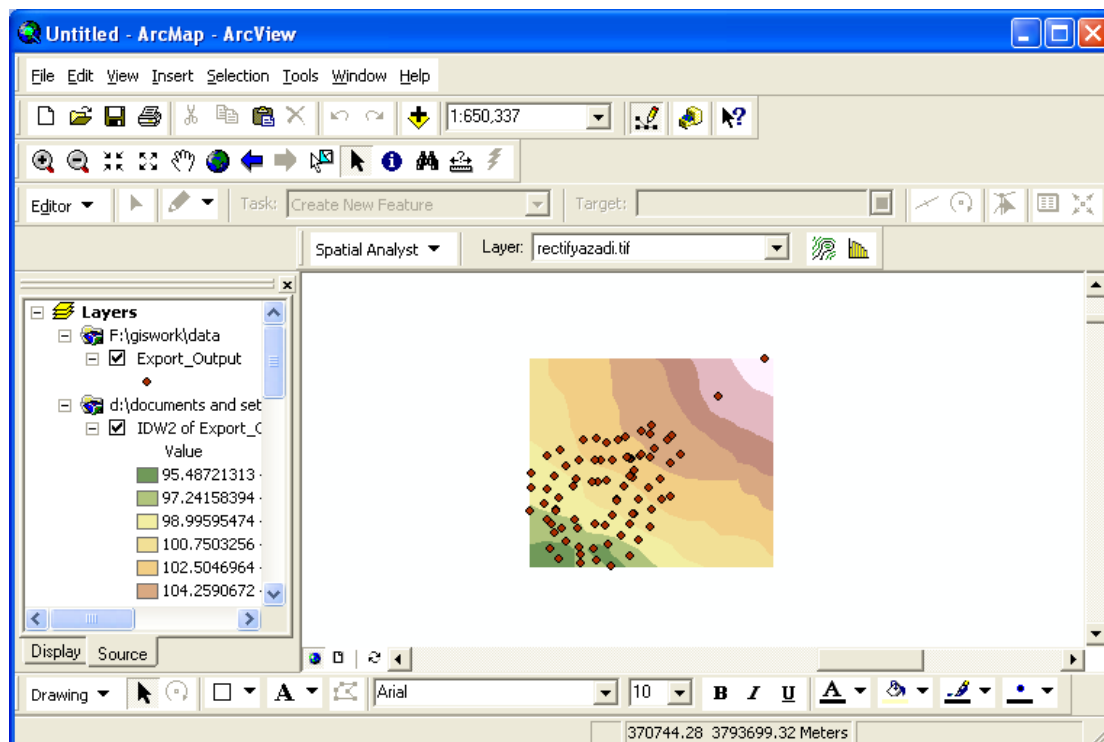 Untitled - ArcMap - ArcView
File Edit View Insert Selection Tools Window Help
1:650,337
Editor Task: Create New Feature Target:
Spatial Analyst Layer: rectifyazadi.tif
Layers
F:\giswork\data
Export_Output
d:\documents and set
IDW2 of Export_
Value
95.48721313 -
97.24158394 -
98.99595474 -
100.7503256 -
102.5046964 -
104.2590672 -
Display Source
Drawing A Arial 10 B I U A
370744.28 3793699.32 Meters